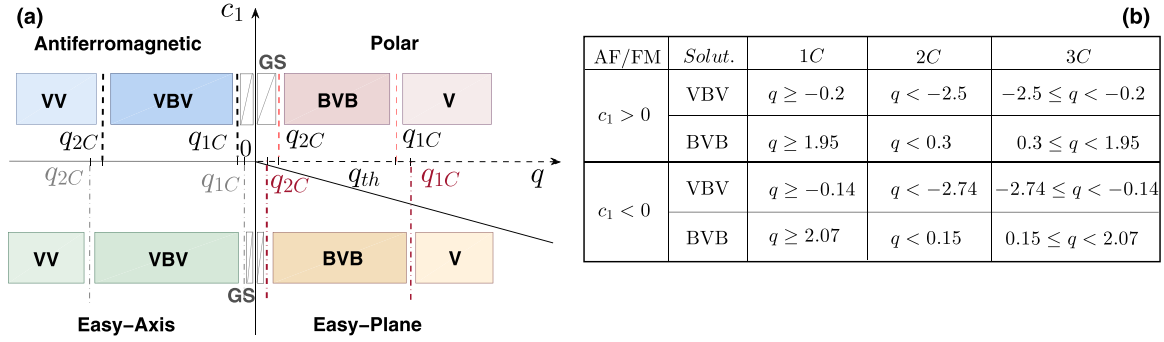 (a)
c₁
Antiferromagnetic
Polar
GS
VV
VBV
BVB
V
q₂C
q₁C
0
q₂C
q₁C
q₂C
q₁C
q₂C
q_th
q₁C
q
VV
VBV
BVB
V
GS
Easy–Axis
Easy–Plane
(b)
AF/FM Solut. 1C 2C 3C
c₁ > 0
VBV q ≥ −0.2 q < −2.5 −2.5 ≤ q < −0.2
BVB q ≥ 1.95 q < 0.3 0.3 ≤ q < 1.95
c₁ < 0
VBV q ≥ −0.14 q < −2.74 −2.74 ≤ q < −0.14
BVB q ≥ 2.07 q < 0.15 0.15 ≤ q < 2.07